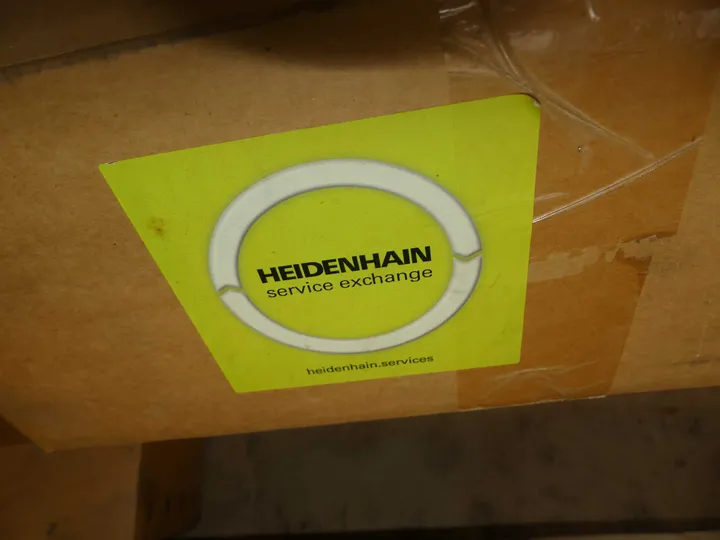 HEIDENHAIN
service exchange
heidenhain.services